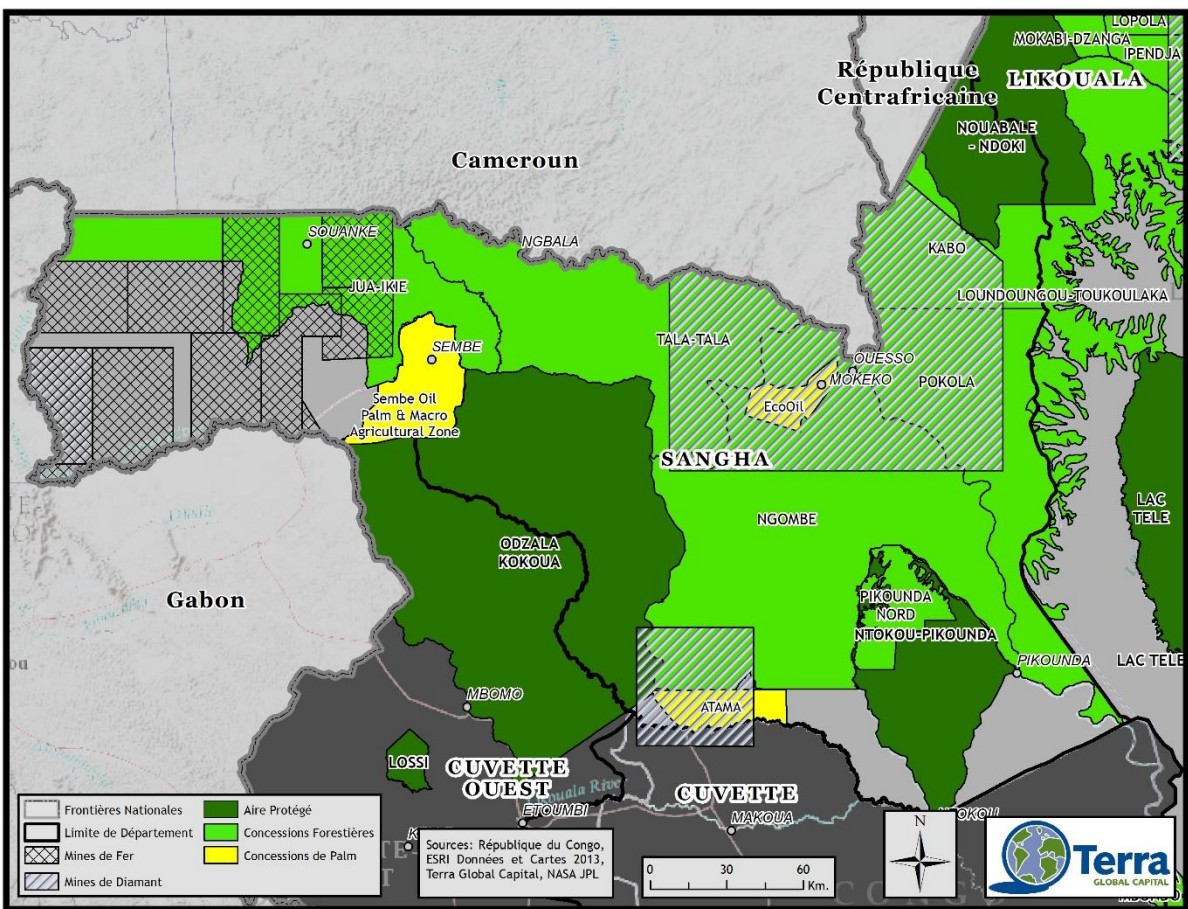 LOPOLA
MOKABI-DZANGA
IPENDJA
République
Centrafricaine
LIKOUALA
NOUABALE
- NDOKI
Cameroun
SOUANKE
NGBALA
KABO
JUA-IKIE
LOUNDOUNGOU-TOUKOULAKA
TALA-TALA
SEMBE
OUESSO
MOKEKO
POKOLA
EcoOil
Sembe Oil
Palm & Macro
Agricultural Zone
SANGHA
LAC
TELE
NGOMBE
ODZALA
KOKOUA
Gabon
PIKOUNDA
NORD
NTOKOU-PIKOUNDA
PIKOUNDA
LAC TELE
MBOMO
ATAMA
LOSSI
CUVETTE
OUEST
CUVETTE
ETOUMBI
MAKOUA
Frontières Nationales
Limite de Département
Mines de Fer
Mines de Diamant
Aire Protégé
Concessions Forestières
Concessions de Palm
Sources: République du Congo,
ESRI Données et Cartes 2013,
Terra Global Capital, NASA JPL
0 30 60
Km.
N
Terra
GLOBAL CAPITAL